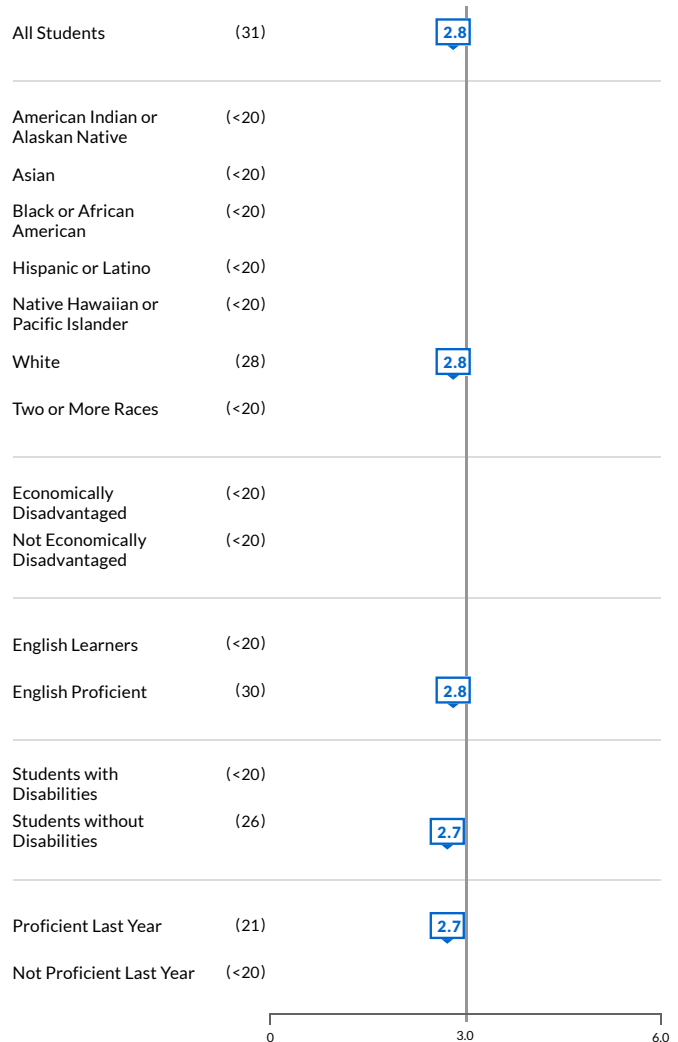 All Students (31) 2.8
American Indian or (<20)
Alaskan Native
Asian (<20)
Black or African (<20)
American
Hispanic or Latino (<20)
Native Hawaiian or (<20)
Pacific Islander
White (28) 2.8
Two or More Races (<20)
Economically (<20)
Disadvantaged
Not Economically (<20)
Disadvantaged
English Learners (<20)
English Proficient (30) 2.8
Students with (<20)
Disabilities
Students without (26) 2.7
Disabilities
Proficient Last Year (21) 2.7
Not Proficient Last Year (<20)
0 3.0 6.0